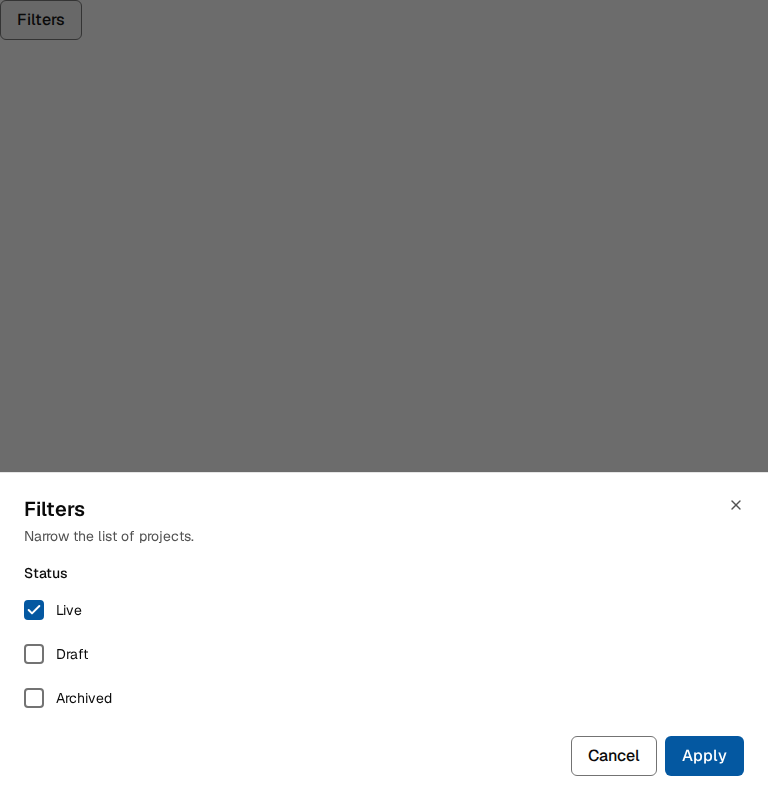 Filters
Filters
Narrow the list of projects.
Status
Live
Draft
Archived
Cancel
Apply